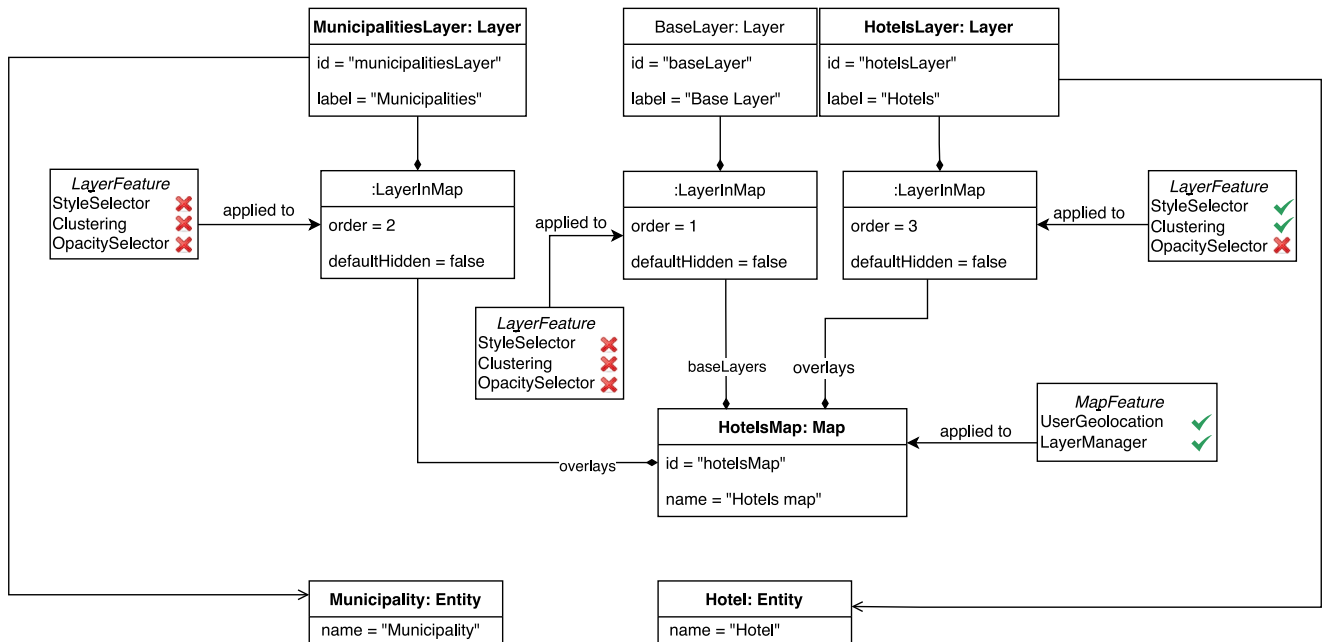 MunicipalitiesLayer: Layer
id = "municipalitiesLayer"
label = "Municipalities"
BaseLayer: Layer
id = "baseLayer"
label = "Base Layer"
HotelsLayer: Layer
id = "hotelsLayer"
label = "Hotels"
LayerFeature
StyleSelector
Clustering
OpacitySelector
applied to
:LayerInMap
order = 2
defaultHidden = false
applied to
:LayerInMap
order = 1
defaultHidden = false
:LayerInMap
order = 3
defaultHidden = false
applied to
LayerFeature
StyleSelector
Clustering
OpacitySelector
LayerFeature
StyleSelector
Clustering
OpacitySelector
baseLayers
overlays
overlays
HotelsMap: Map
id = "hotelsMap"
name = "Hotels map"
applied to
MapFeature
UserGeolocation
LayerManager
Municipality: Entity
name = "Municipality"
Hotel: Entity
name = "Hotel"